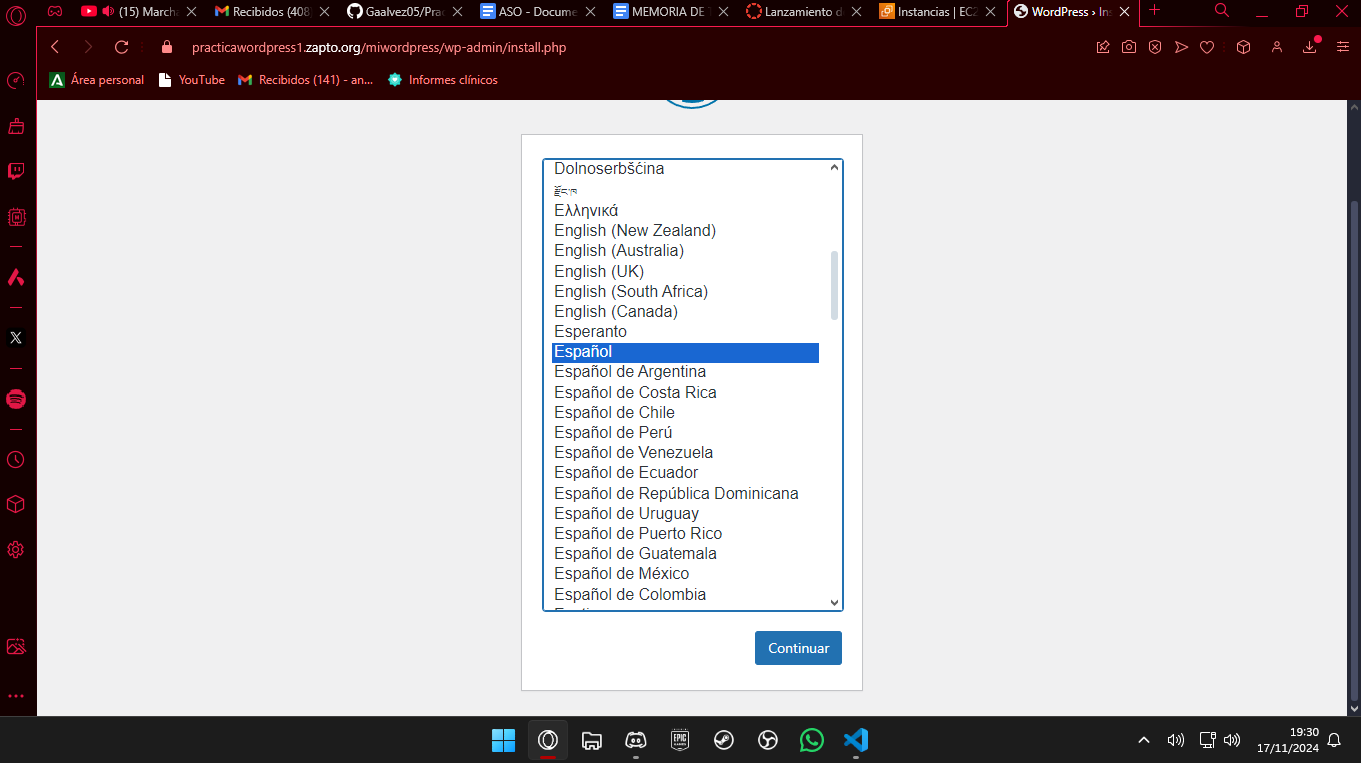 (15) March
Recibidos (408
Gaalvez05/Prac
ASO - Docume
MEMORIA DE T
Lanzamiento d
Instancias | EC2
WordPress › Ins
practicawordpress1.zapto.org/miwordpress/wp-admin/install.php
Área personal
YouTube
Recibidos (141) - an...
Informes clínicos
Dolnoserbšćina
རྫོང་ཁ
Ελληνικά
English (New Zealand)
English (Australia)
English (UK)
English (South Africa)
English (Canada)
Esperanto
Español
Español de Argentina
Español de Costa Rica
Español de Chile
Español de Perú
Español de Venezuela
Español de Ecuador
Español de República Dominicana
Español de Uruguay
Español de Puerto Rico
Español de Guatemala
Español de México
Español de Colombia
Continuar
EPIC GAMES
19:30
17/11/2024